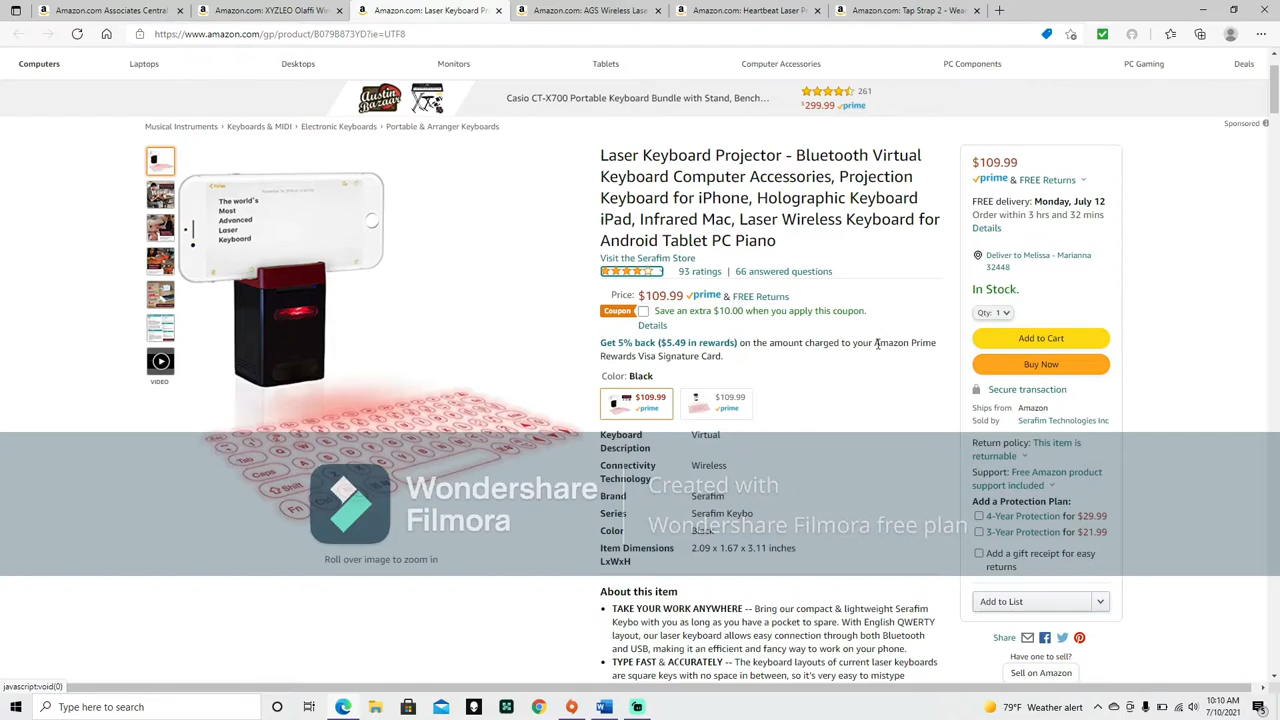 Amazon.com: Associates Central
Amazon.com: XYZLEO Olaffi Wire
Amazon.com: Laser Keyboard Pr
Amazon.com: AGS Wireless Lase
Amazon.com: Heartbeat Laser P
Amazon.com: Tap Strap 2 - Wea
https://www.amazon.com/gp/product/B079B873YD?ie=UTF8
Computers
Laptops
Desktops
Monitors
Tablets
Computer Accessories
PC Components
PC Gaming
Deals
Austin Bazaar
Casio CT-X700 Portable Keyboard Bundle with Stand, Bench...
261
$299.99 prime
Sponsored
Musical Instruments › Keyboards & MIDI › Electronic Keyboards › Portable & Arranger Keyboards
The world's
Most
Advanced
Laser
Keyboard
VIDEO
Roll over image to zoom in
Laser Keyboard Projector - Bluetooth Virtual
Keyboard Computer Accessories, Projection
Keyboard for iPhone, Holographic Keyboard
iPad, Infrared Mac, Laser Wireless Keyboard for
Android Tablet PC Piano
Visit the Serafim Store
93 ratings | 66 answered questions
Price: $109.99 prime & FREE Returns
Coupon Save an extra $10.00 when you apply this coupon.
Details
Get 5% back ($5.49 in rewards) on the amount charged to your Amazon Prime
Rewards Visa Signature Card.
Color: Black
$109.99
prime
$109.99
prime
Keyboard Description Virtual
Connectivity Technology Wireless
Brand Serafim
Series Serafim Keybo
Color Black
Item Dimensions LxWxH 2.09 x 1.67 x 3.11 inches
Wondershare
Filmora
Created with
Wondershare Filmora free plan
About this item
• TAKE YOUR WORK ANYWHERE -- Bring our compact & lightweight Serafim
Keybo with you as long as you have a pocket to spare. With English QWERTY
layout, our laser keyboard allows easy connection through both Bluetooth
and USB, making it an efficient and fancy way to work on your phone.
• TYPE FAST & ACCURATELY -- The keyboard layouts of current laser keyboards
are square keys with no space in between, so it's very easy to mistype
$109.99
prime & FREE Returns
FREE delivery: Monday, July 12
Order within 3 hrs and 32 mins
Details
Deliver to Melissa - Marianna
32448
In Stock.
Qty: 1
Add to Cart
Buy Now
Secure transaction
Ships from Amazon
Sold by Serafim Technologies Inc
Return policy: This item is
returnable
Support: Free Amazon product
support included
Add a Protection Plan:
4-Year Protection for $29.99
3-Year Protection for $21.99
Add a gift receipt for easy
returns
Add to List
Share
Have one to sell?
Sell on Amazon
javascript:void(0)
Type here to search
79°F Weather alert
10:10 AM
7/10/2021